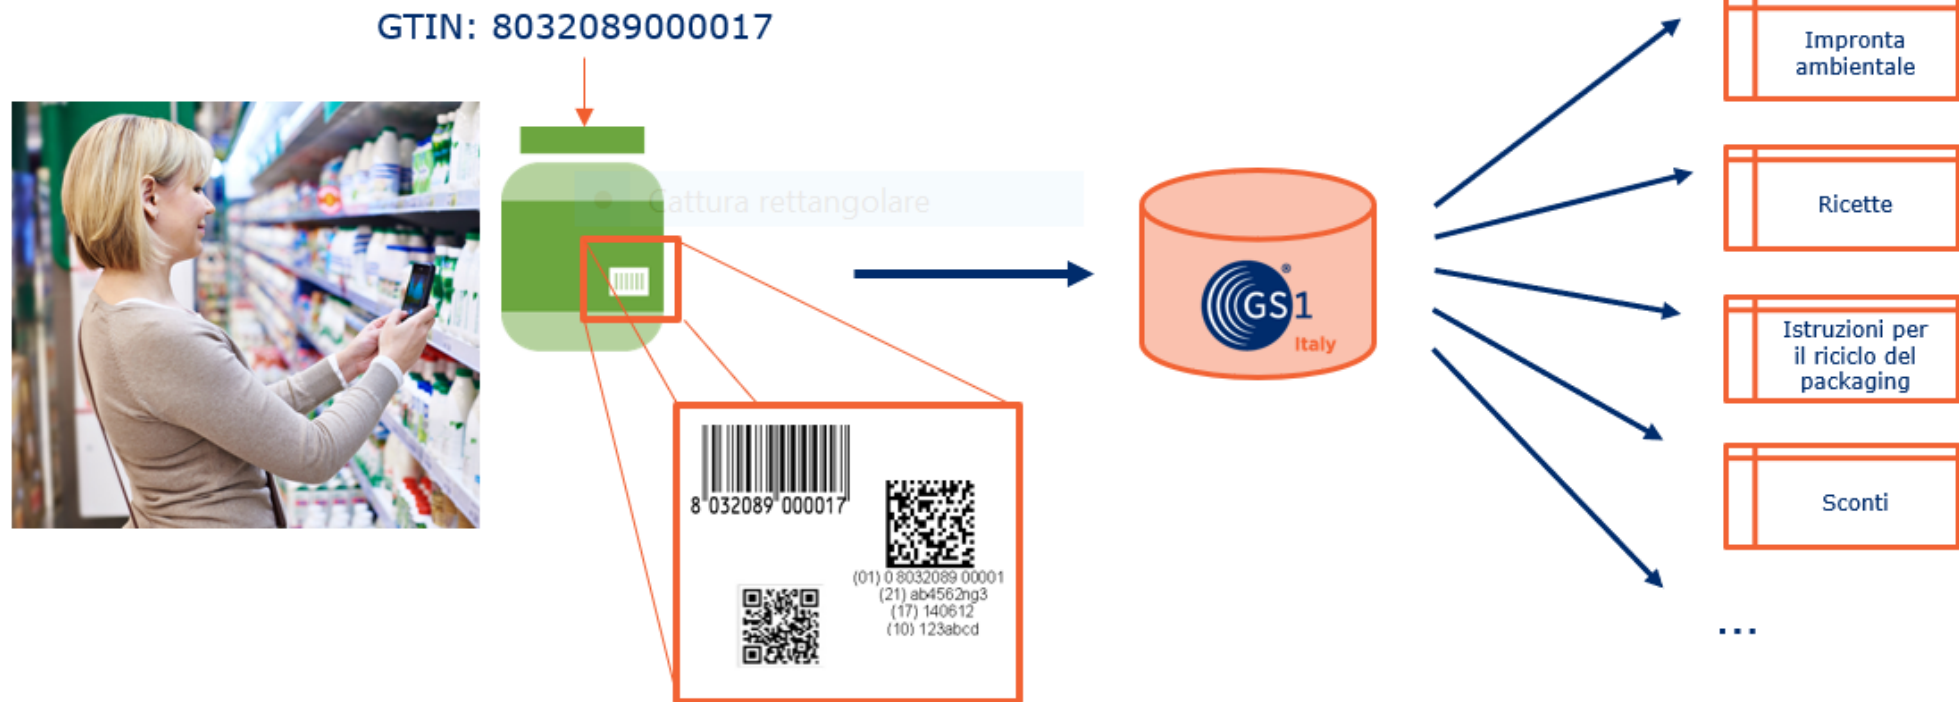 GTIN: 8032089000017
Cattura rettangolare
8 032089 000017
(01) 0 8032089 00001
(21) ab4562ng3
(17) 140612
(10) 123abcd
GS1
®
Italy
Impronta
ambientale
Ricette
Istruzioni per
il riciclo del
packaging
Sconti
...